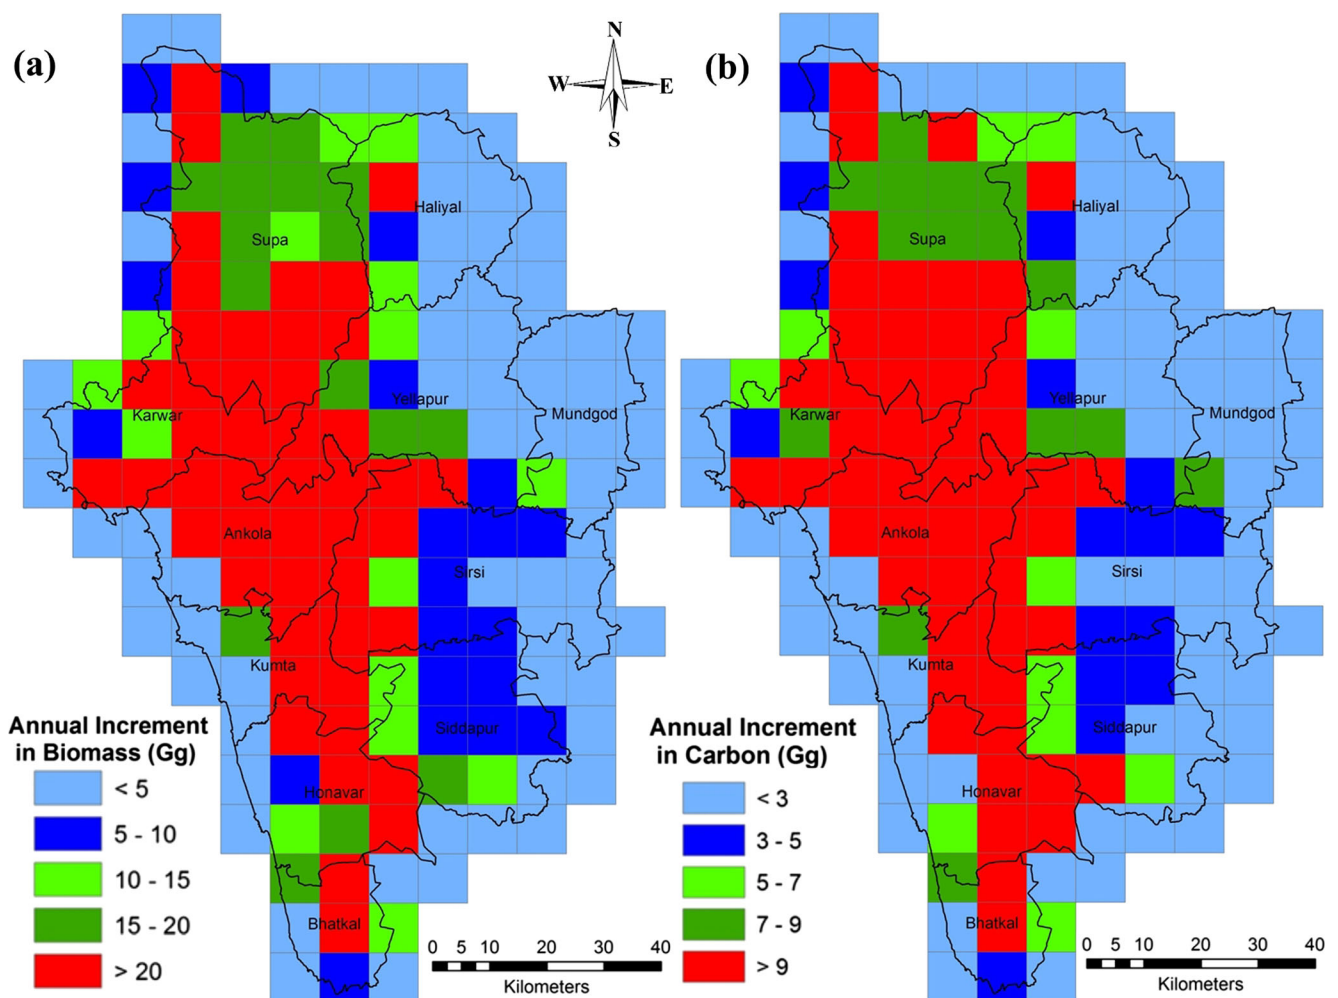 (a)
N
W E
S
(b)
Haliyal
Supa
Karwar
Yellapur
Mundgod
Ankola
Sirsi
Kumta
Siddapur
Honavar
Bhatkal
Annual Increment
in Biomass (Gg)
< 5
5 - 10
10 - 15
15 - 20
> 20
0 5 10 20 30 40
Kilometers
Haliyal
Supa
Karwar
Yellapur
Mundgod
Ankola
Sirsi
Kumta
Siddapur
Honavar
Bhatkal
Annual Increment
in Carbon (Gg)
< 3
3 - 5
5 - 7
7 - 9
> 9
0 5 10 20 30 40
Kilometers